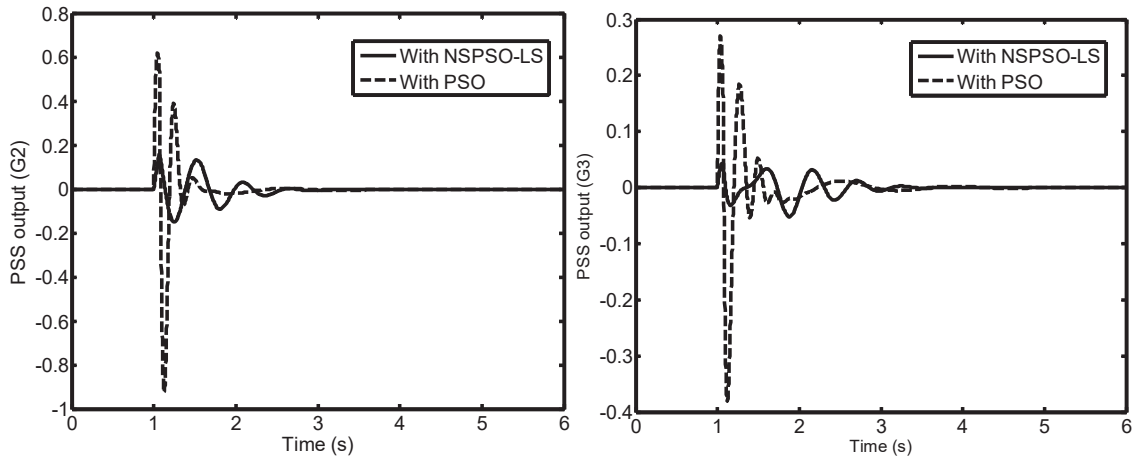 0.8
0.6
0.4
0.2
0
-0.2
-0.4
-0.6
-0.8
-1
PSS output (G2)
With NSPSO-LS
With PSO
0 1 2 3 4 5 6
Time (s)
0.3
0.2
0.1
0
-0.1
-0.2
-0.3
-0.4
PSS output (G3)
With NSPSO-LS
With PSO
0 1 2 3 4 5 6
Time (s)